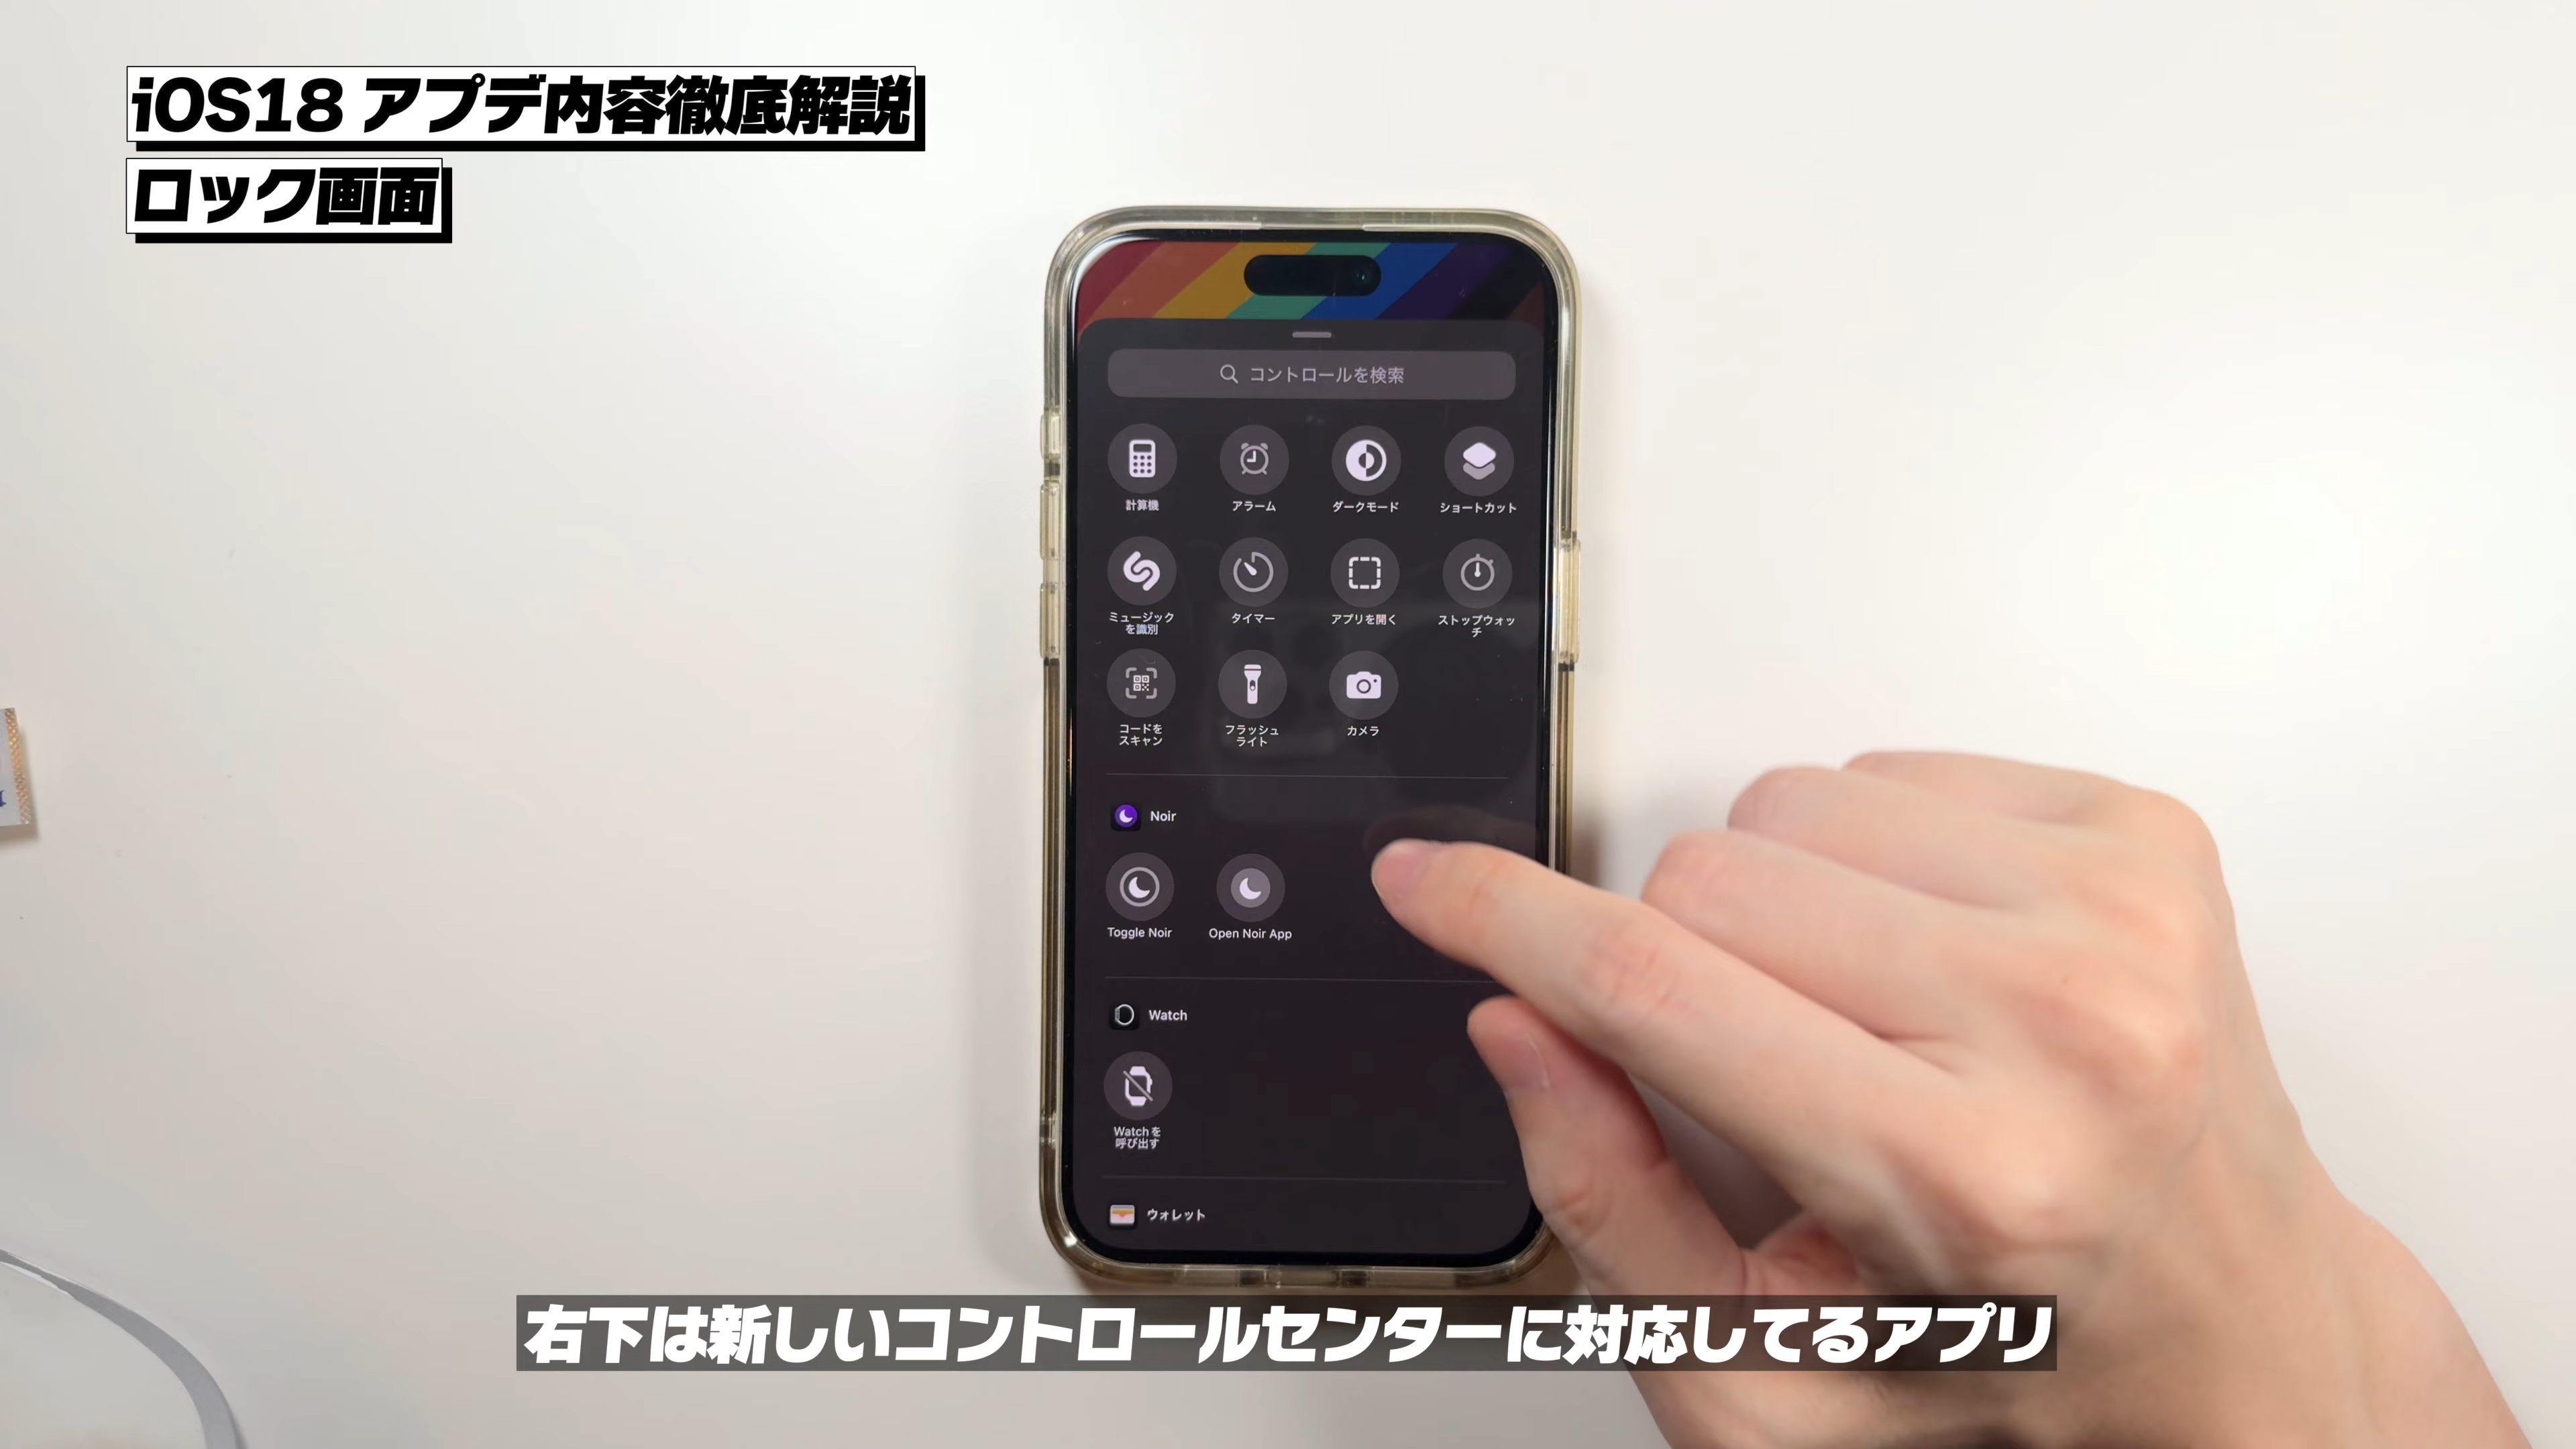 iOS18 アプデ内容徹底解説
ロック画面
コントロールを検索
計算機
アラーム
ダークモード
ショートカット
ミュージック
を識別
タイマー
アプリを開く
ストップウォッ
チ
コードを
スキャン
フラッシュ
ライト
カメラ
Noir
Toggle Noir
Open Noir App
Watch
Watchを
呼び出す
ウォレット
右下は新しいコントロールセンターに対応してるアプリ